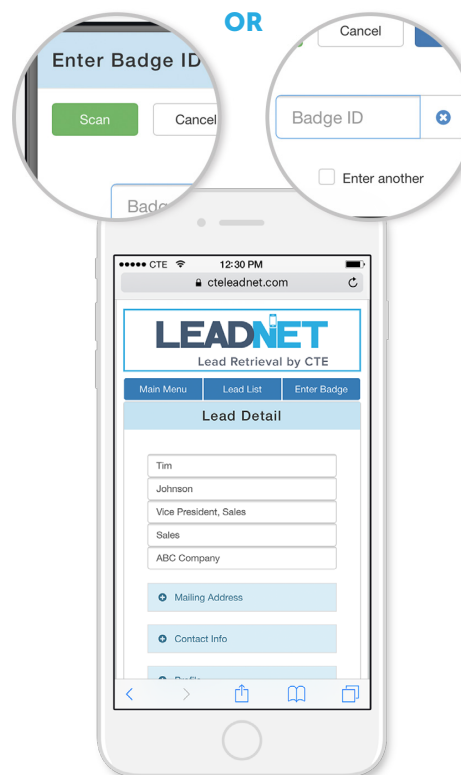 OR
Enter Badge ID
Scan
Cancel
Badg
Cancel
Badge ID
Enter another
CTE
12:30 PM
cteleadnet.com
LEADNET
Lead Retrieval by CTE
Main Menu Lead List Enter Badge
Lead Detail
Tim
Johnson
Vice President, Sales
Sales
ABC Company
Mailing Address
Contact Info
Profile